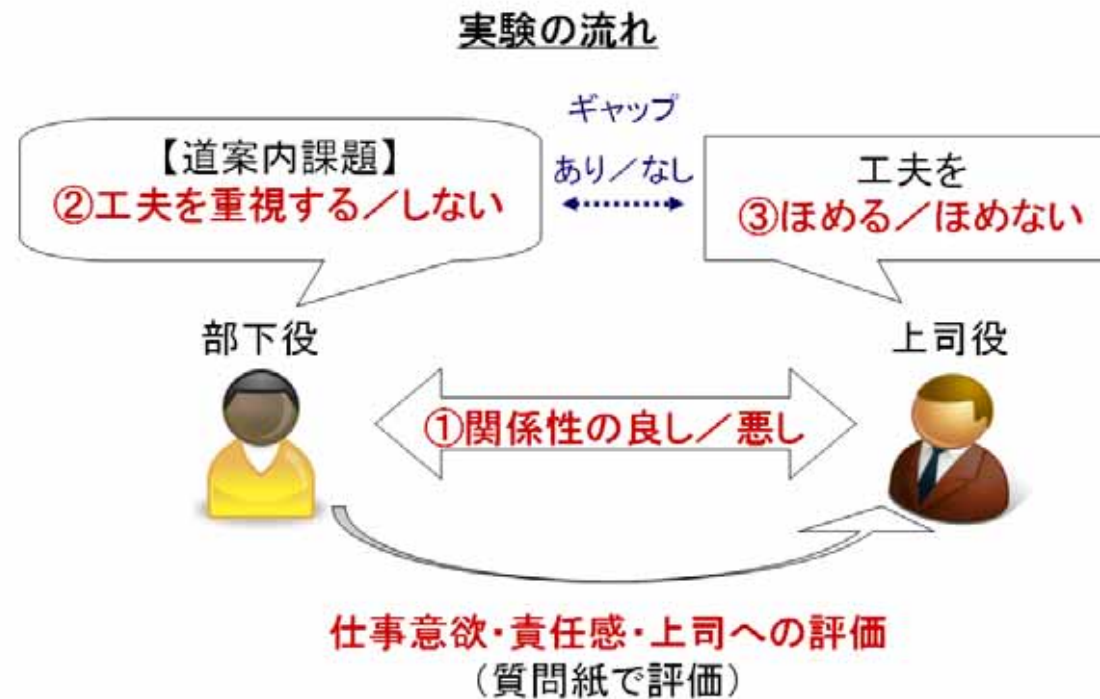 実験の流れ
ギャップ
あり／なし
【道案内課題】
②工夫を重視する／しない
工夫を
③ほめる／ほめない
部下役
上司役
①関係性の良し／悪し
仕事意欲・責任感・上司への評価
（質問紙で評価）